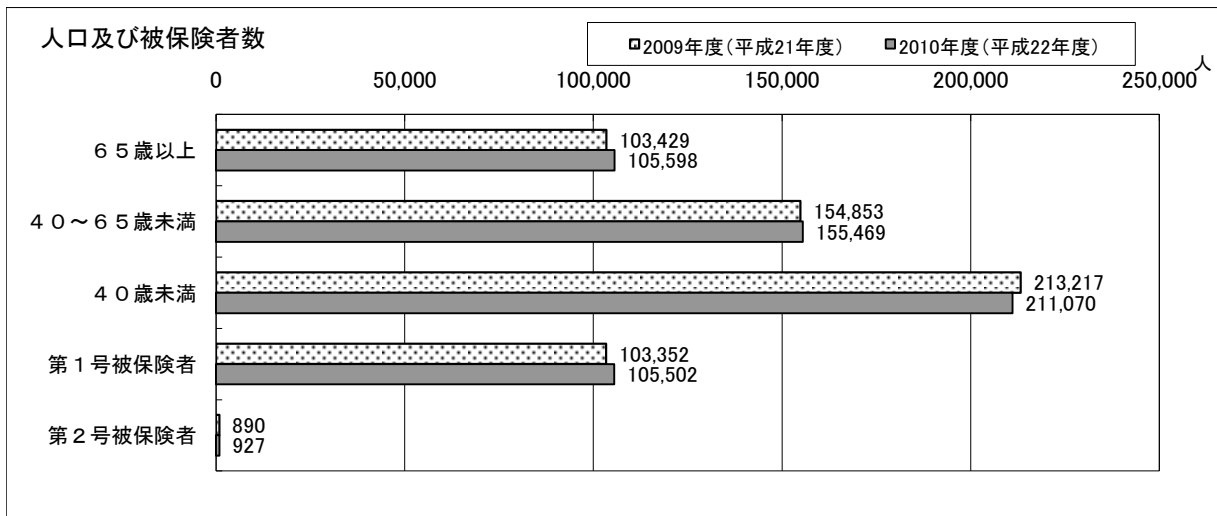 人口及び被保険者数
2009年度(平成21年度) 2010年度(平成22年度)
0 50,000 100,000 150,000 200,000 250,000 人
６５歳以上 103,429
105,598
４０～６５歳未満 154,853
155,469
４０歳未満 213,217
211,070
第１号被保険者 103,352
105,502
第２号被保険者 890
927